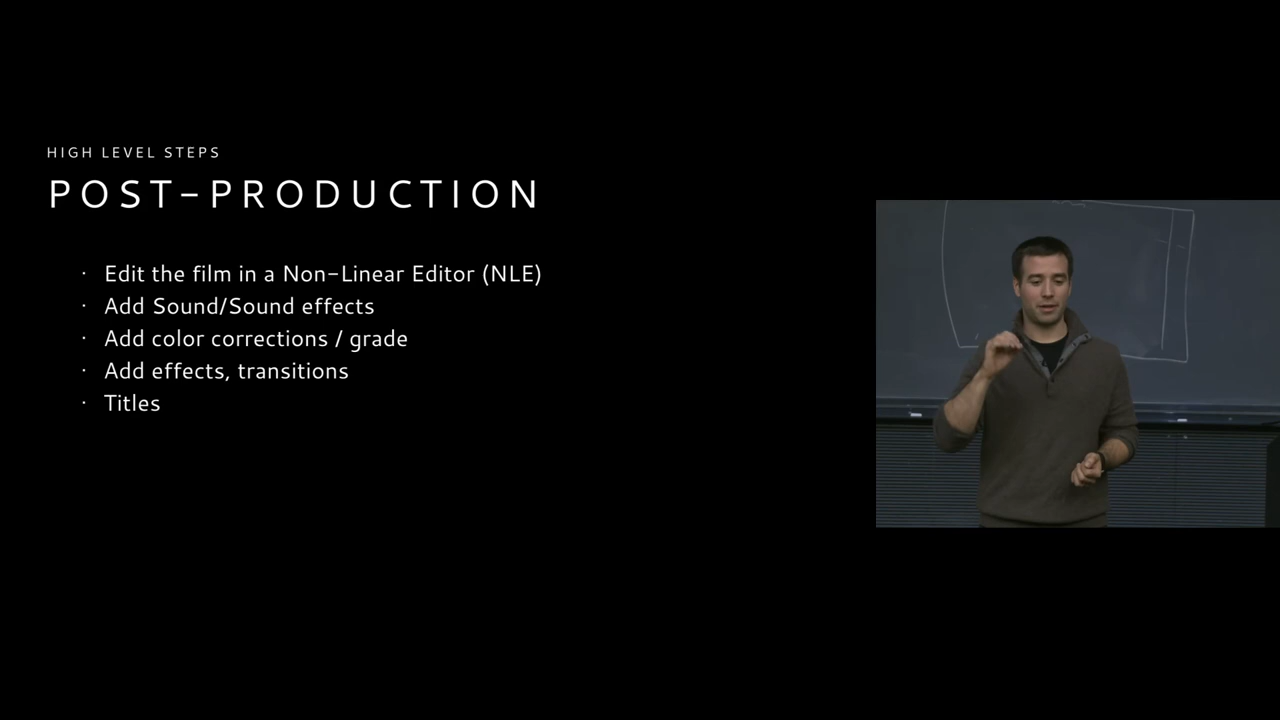 HIGH LEVEL STEPS
POST-PRODUCTION
· Edit the film in a Non-Linear Editor (NLE)
· Add Sound/Sound effects
· Add color corrections / grade
· Add effects, transitions
· Titles